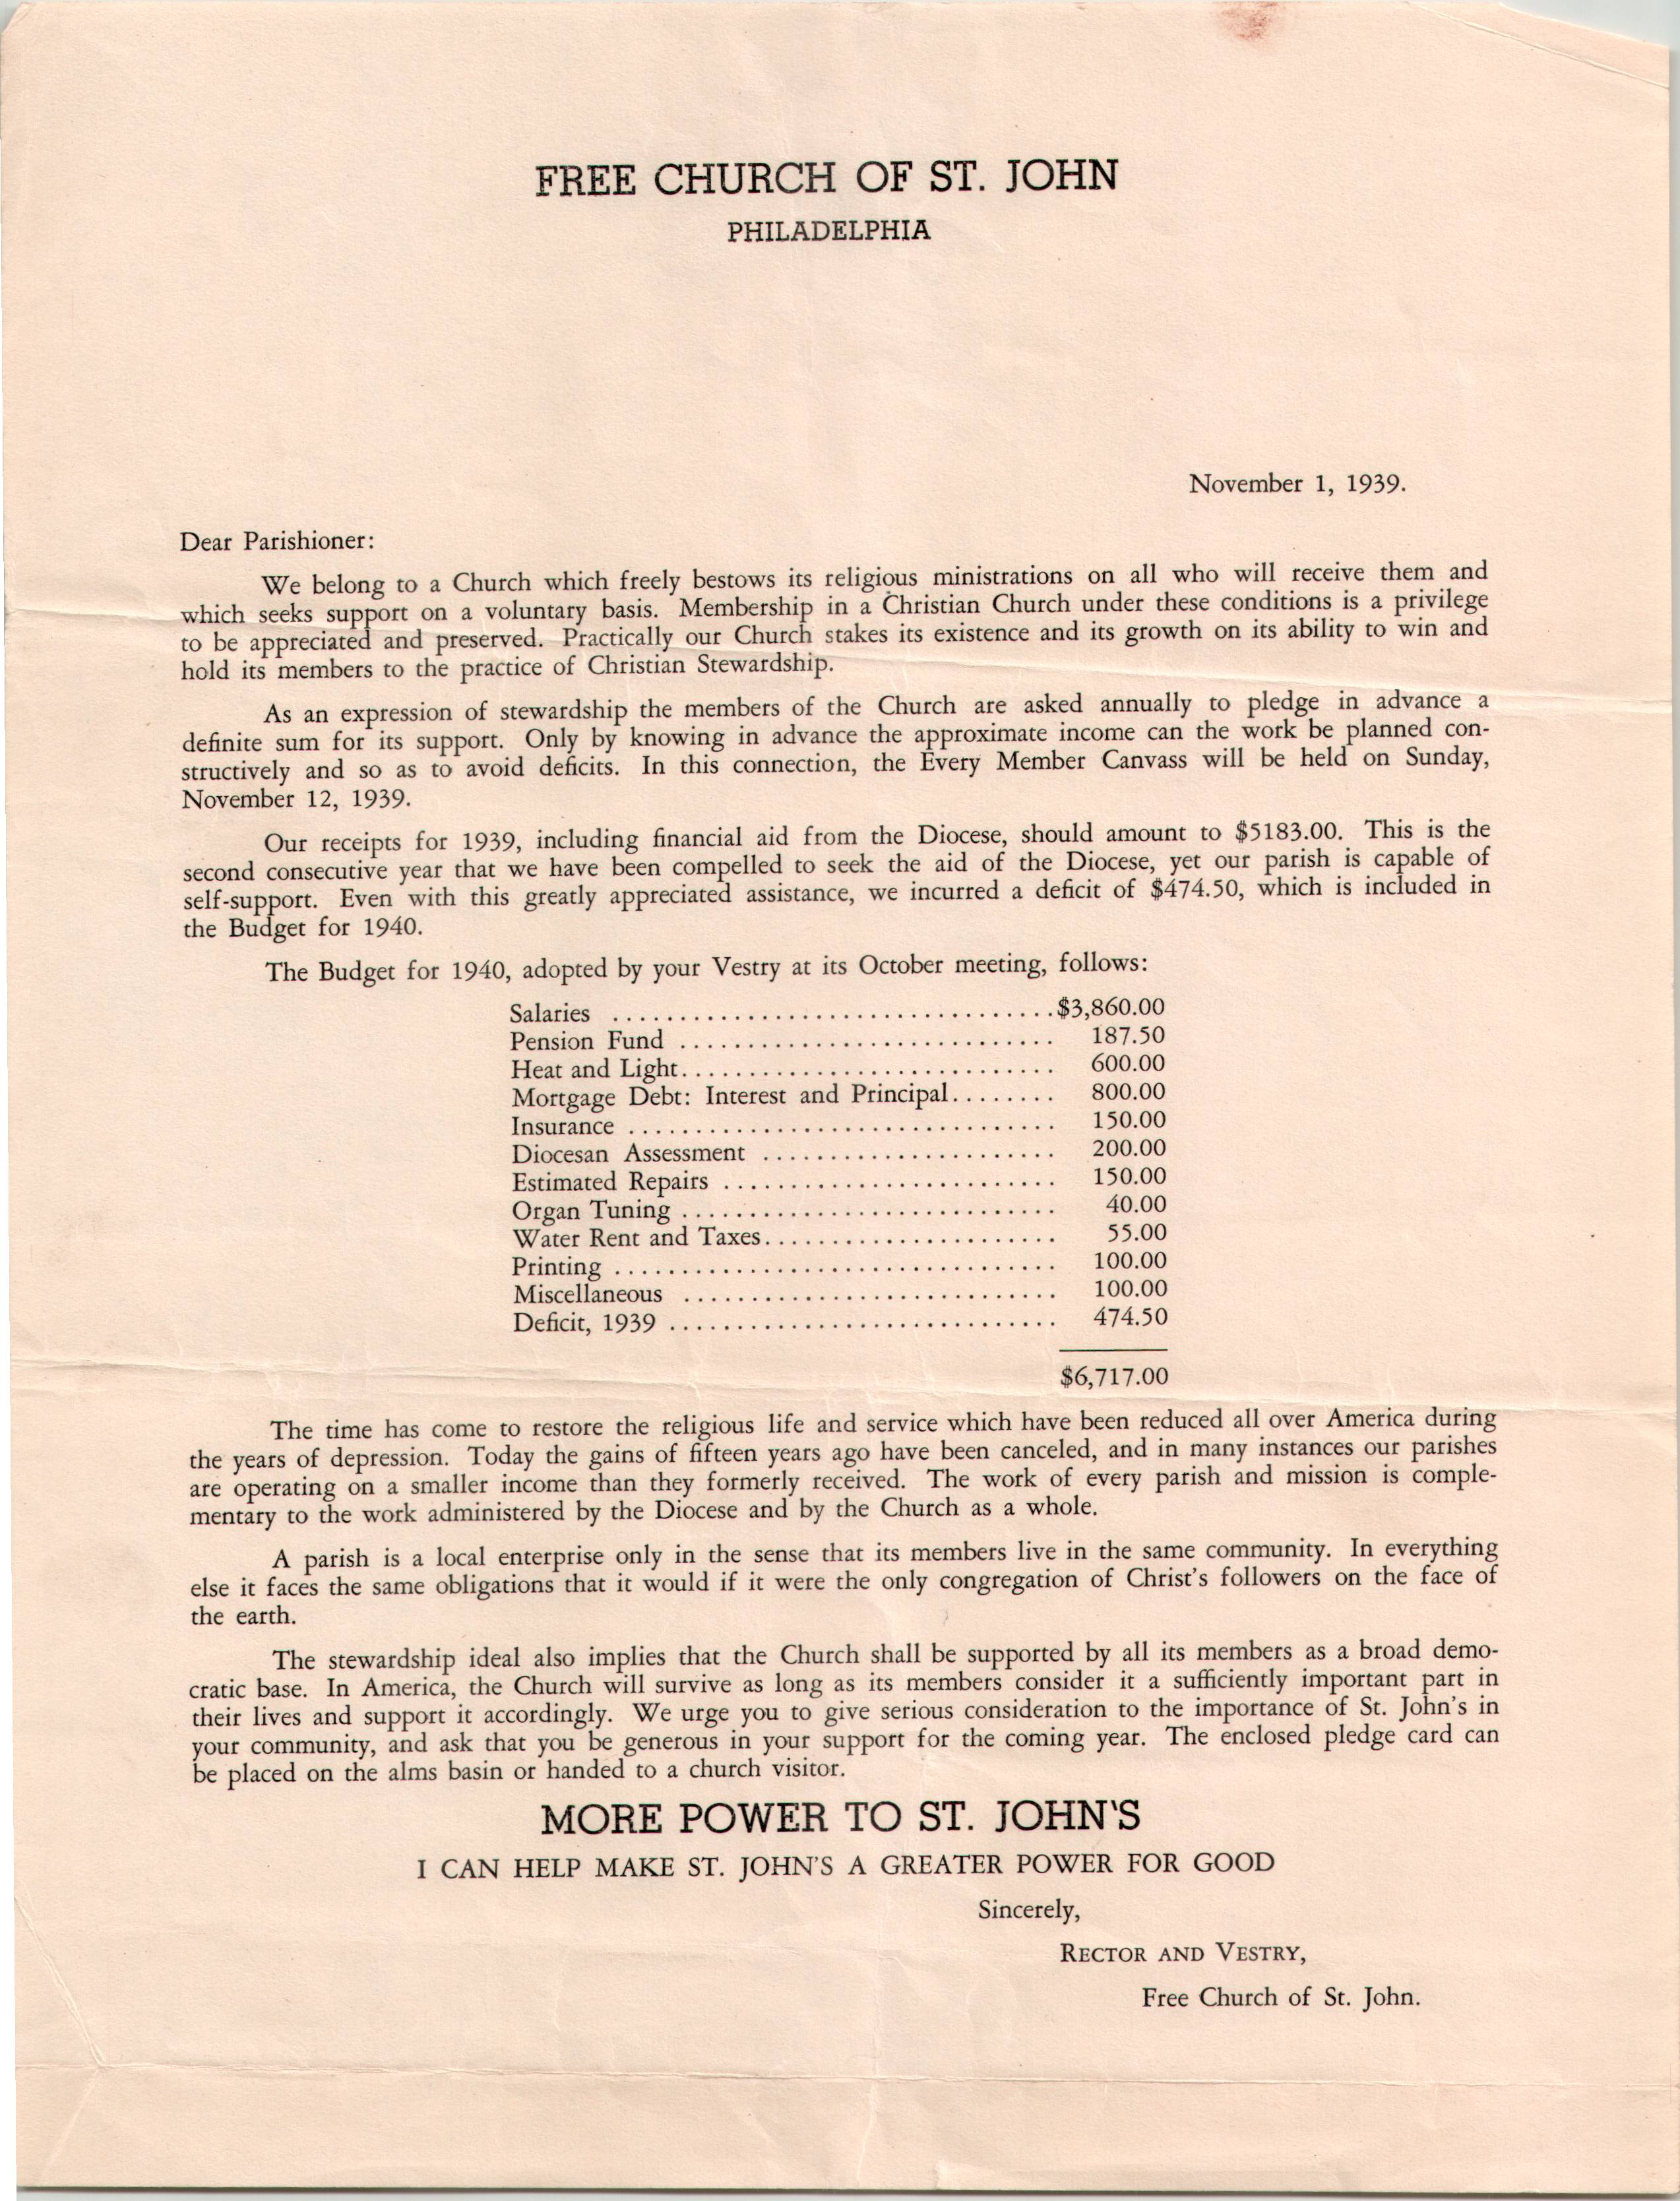 FREE CHURCH OF ST. JOHN
PHILADELPHIA
November 1, 1939.
Dear Parishioner:
We belong to a Church which freely bestows its religious ministrations on all who will receive them and
which seeks support on a voluntary basis. Membership in a Christian Church under these conditions is a privilege
to be appreciated and preserved. Practically our Church stakes its existence and its growth on its ability to win and
hold its members to the practice of Christian Stewardship.
As an expression of stewardship the members of the Church are asked annually to pledge in advance a
definite sum for its support. Only by knowing in advance the approximate income can the work be planned con-
structively and so as to avoid deficits. In this connection, the Every Member Canvass will be held on Sunday,
November 12, 1939.
Our receipts for 1939, including financial aid from the Diocese, should amount to $5183.00. This is the
second consecutive year that we have been compelled to seek the aid of the Diocese, yet our parish is capable of
self-support. Even with this greatly appreciated assistance, we incurred a deficit of $474.50, which is included in
the Budget for 1940.
The Budget for 1940, adopted by your Vestry at its October meeting, follows:
Salaries ................................. $3,860.00
Pension Fund ............................ 187.50
Heat and Light............................ 600.00
Mortgage Debt: Interest and Principal........ 800.00
Insurance ................................ 150.00
Diocesan Assessment ...................... 200.00
Estimated Repairs ......................... 150.00
Organ Tuning ............................ 40.00
Water Rent and Taxes...................... 55.00
Printing ................................. 100.00
Miscellaneous ............................ 100.00
Deficit, 1939 ............................. 474.50
$6,717.00
The time has come to restore the religious life and service which have been reduced all over America during
the years of depression. Today the gains of fifteen years ago have been canceled, and in many instances our parishes
are operating on a smaller income than they formerly received. The work of every parish and mission is comple-
mentary to the work administered by the Diocese and by the Church as a whole.
A parish is a local enterprise only in the sense that its members live in the same community. In everything
else it faces the same obligations that it would if it were the only congregation of Christ's followers on the face of
the earth.
The stewardship ideal also implies that the Church shall be supported by all its members as a broad demo-
cratic base. In America, the Church will survive as long as its members consider it a sufficiently important part in
their lives and support it accordingly. We urge you to give serious consideration to the importance of St. John's in
your community, and ask that you be generous in your support for the coming year. The enclosed pledge card can
be placed on the alms basin or handed to a church visitor.
MORE POWER TO ST. JOHN'S
I CAN HELP MAKE ST. JOHN'S A GREATER POWER FOR GOOD
Sincerely,
RECTOR AND VESTRY,
Free Church of St. John.